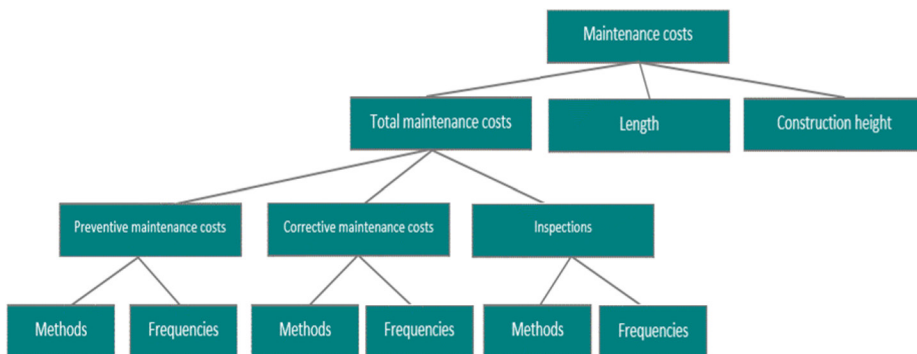 Maintenance costs
Total maintenance costs
Length
Construction height
Preventive maintenance costs
Corrective maintenance costs
Inspections
Methods
Frequencies
Methods
Frequencies
Methods
Frequencies